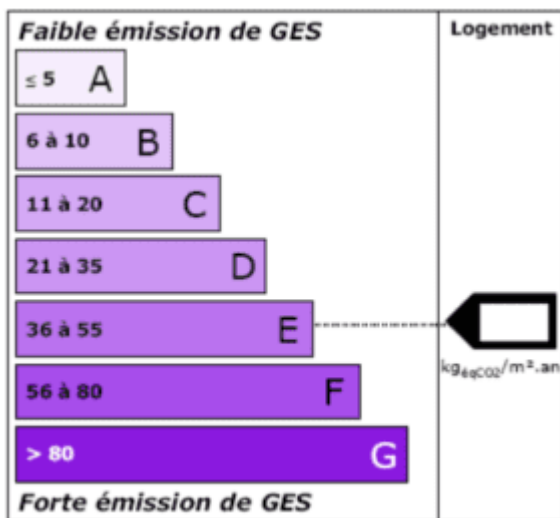 Faible émission de GES
Logement
≤ 5 A
6 à 10 B
11 à 20 C
21 à 35 D
36 à 55 E
kgéqCO2/m².an
56 à 80 F
> 80 G
Forte émission de GES